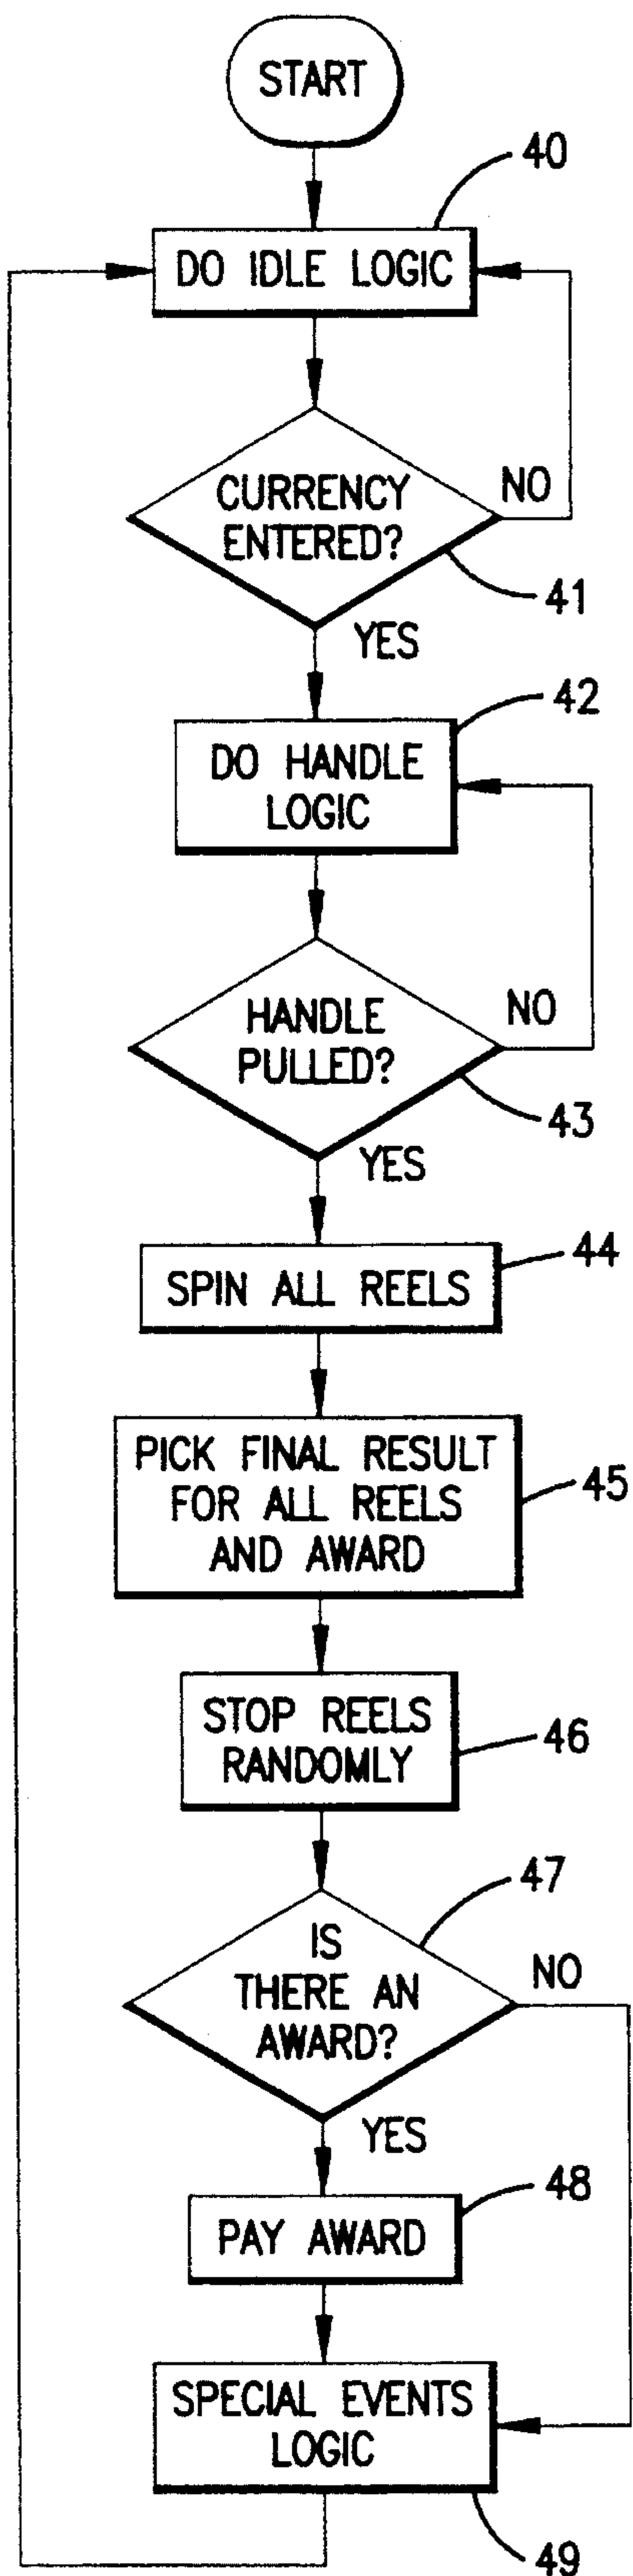 START
40
DO IDLE LOGIC
CURRENCY
ENTERED?
NO
41
YES
42
DO HANDLE
LOGIC
HANDLE
PULLED?
NO
43
YES
44
SPIN ALL REELS
PICK FINAL RESULT
FOR ALL REELS
AND AWARD
45
STOP REELS
RANDOMLY
46
47
IS
THERE AN
AWARD?
NO
YES
48
PAY AWARD
SPECIAL EVENTS
LOGIC
49